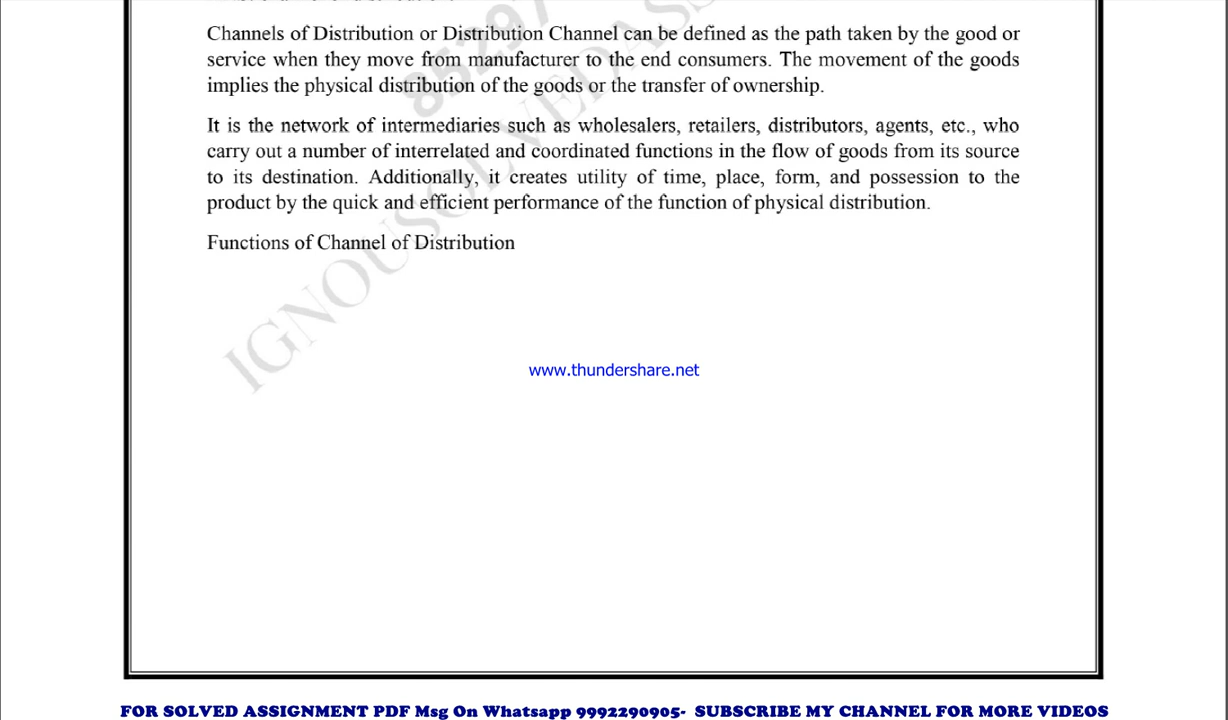 Channels of Distribution or Distribution Channel can be defined as the path taken by the good or
service when they move from manufacturer to the end consumers. The movement of the goods
implies the physical distribution of the goods or the transfer of ownership.
It is the network of intermediaries such as wholesalers, retailers, distributors, agents, etc., who
carry out a number of interrelated and coordinated functions in the flow of goods from its source
to its destination. Additionally, it creates utility of time, place, form, and possession to the
product by the quick and efficient performance of the function of physical distribution.
Functions of Channel of Distribution
www.thundershare.net
FOR SOLVED ASSIGNMENT PDF Msg On Whatsapp 9992290905- SUBSCRIBE MY CHANNEL FOR MORE VIDEOS